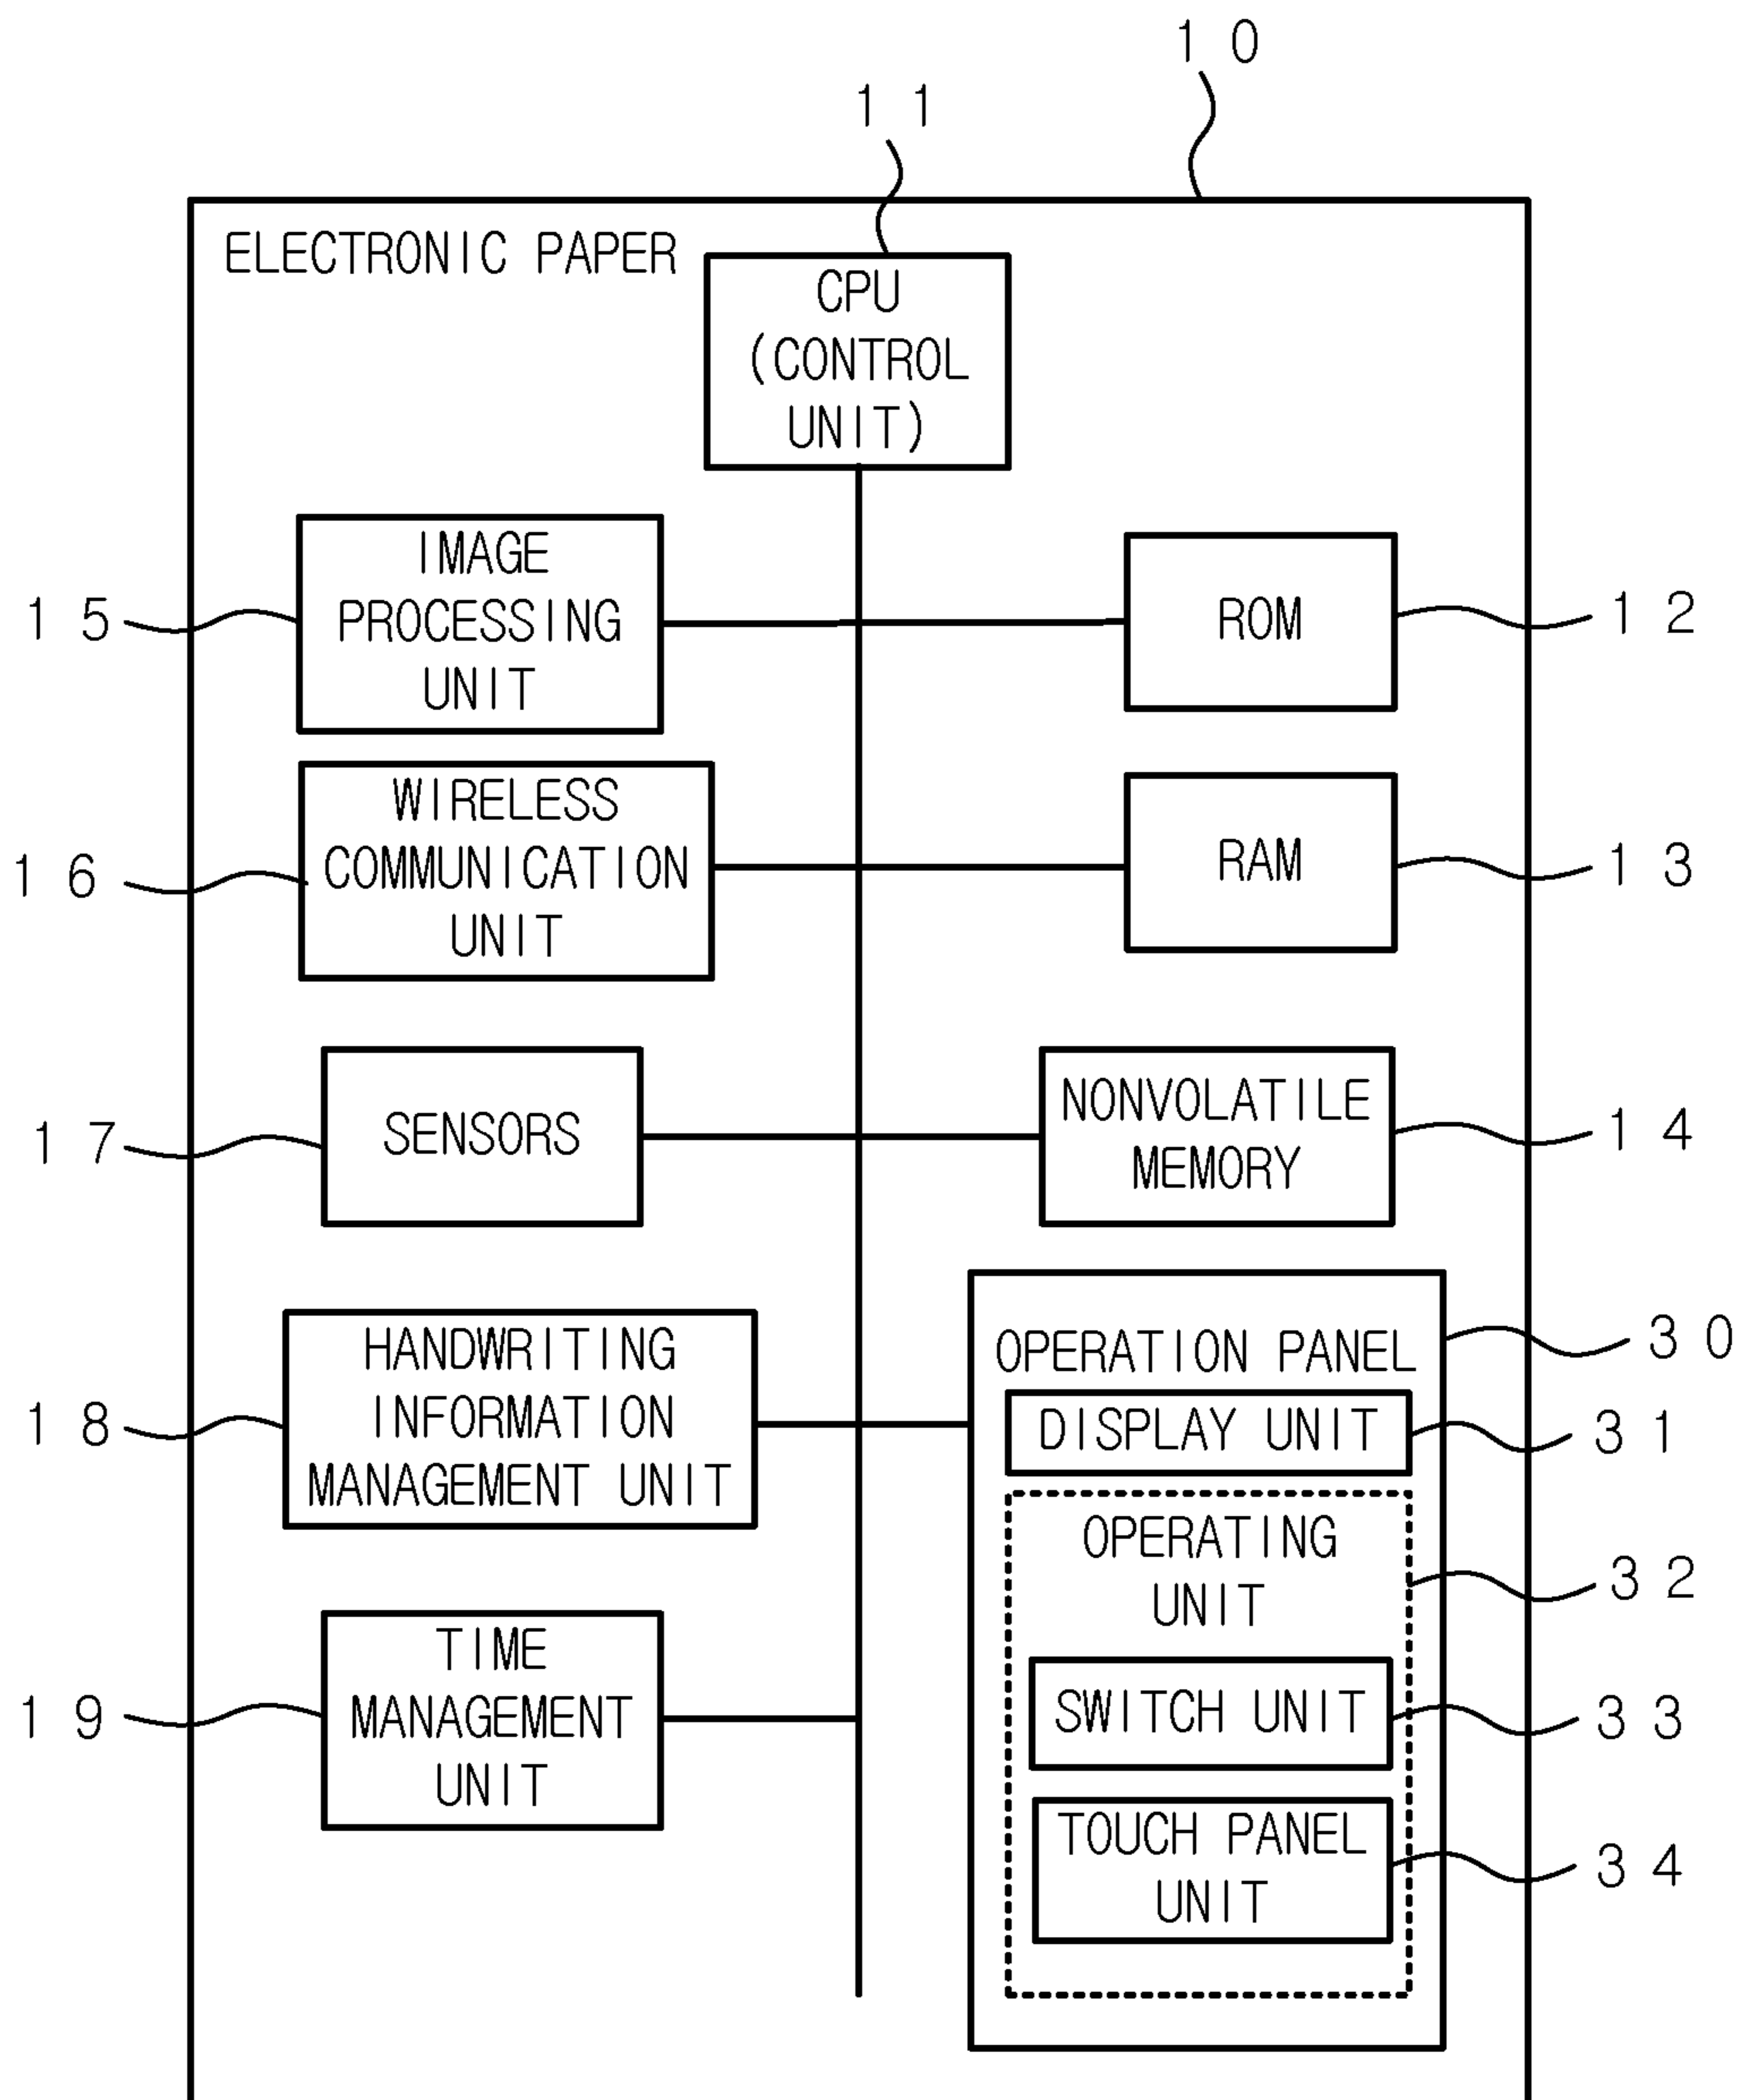 10
11
ELECTRONIC PAPER
CPU
(CONTROL
UNIT)
IMAGE
PROCESSING
UNIT
15
ROM
12
WIRELESS
COMMUNICATION
UNIT
16
RAM
13
SENSORS
17
NONVOLATILE
MEMORY
14
HANDWRITING
INFORMATION
MANAGEMENT UNIT
18
OPERATION PANEL
30
DISPLAY UNIT
31
OPERATING
UNIT
32
TIME
MANAGEMENT
UNIT
19
SWITCH UNIT
33
TOUCH PANEL
UNIT
34